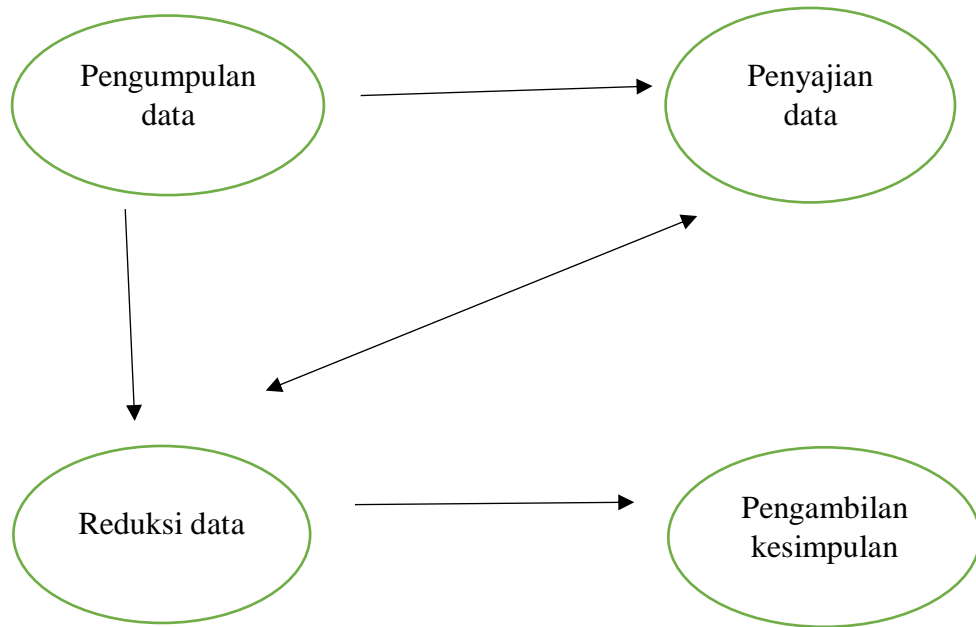 Pengumpulan
data
Penyajian
data
Reduksi data
Pengambilan
kesimpulan